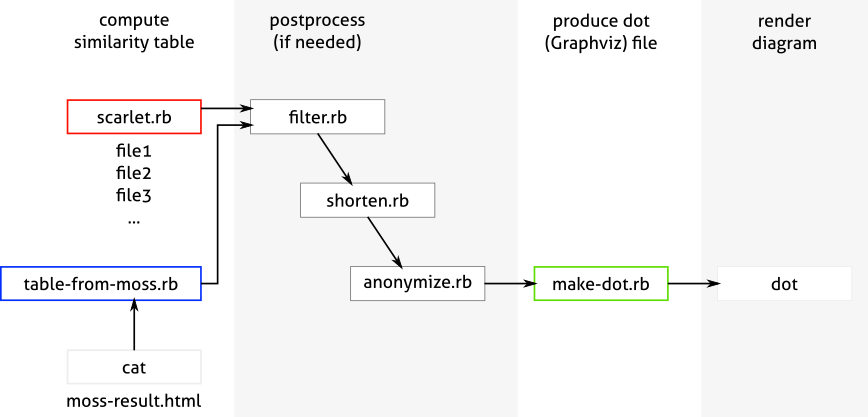 compute
similarity table
postprocess
(if needed)
produce dot
(Graphviz) file
render
diagram
scarlet.rb
filter.rb
file1
file2
file3
...
shorten.rb
table-from-moss.rb
anonymize.rb
make-dot.rb
dot
cat
moss-result.html